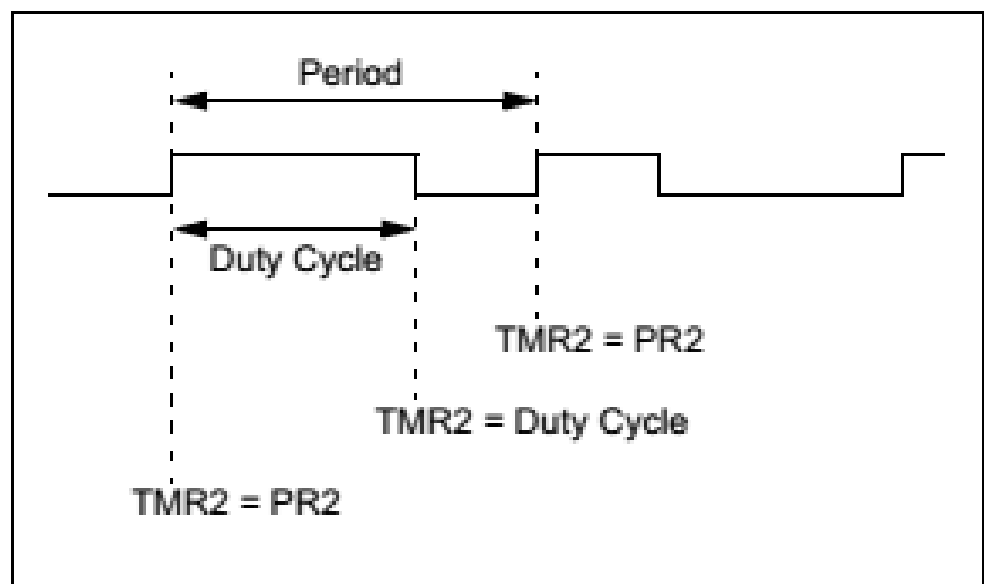 Period
Duty Cycle
TMR2 = PR2
TMR2 = Duty Cycle
TMR2 = PR2